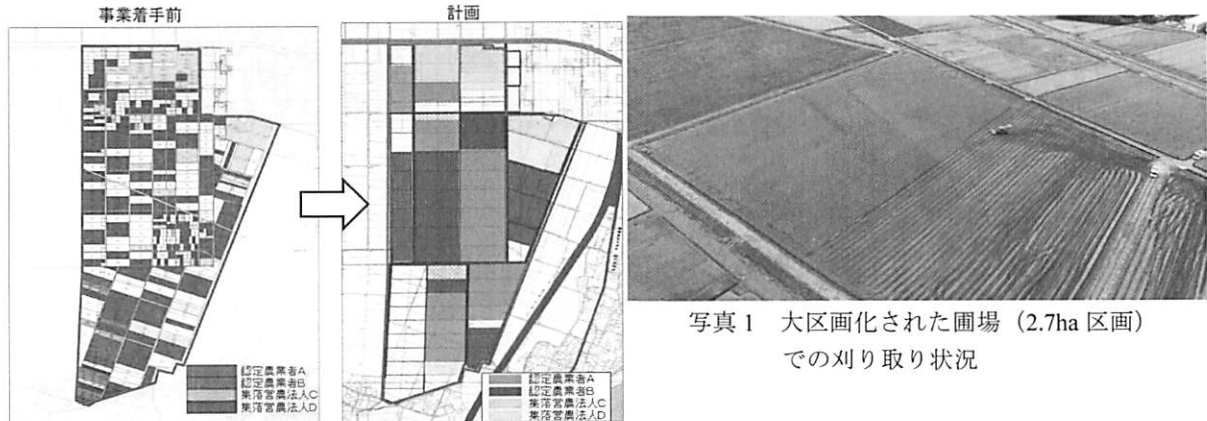 事業着手前
計画
認定農業者A
認定農業者B
集落営農法人C
集落営農法人D
認定農業者A
認定農業者B
集落営農法人C
集落営農法人D
写真1 大区画化された圃場（2.7ha 区画）
での刈り取り状況